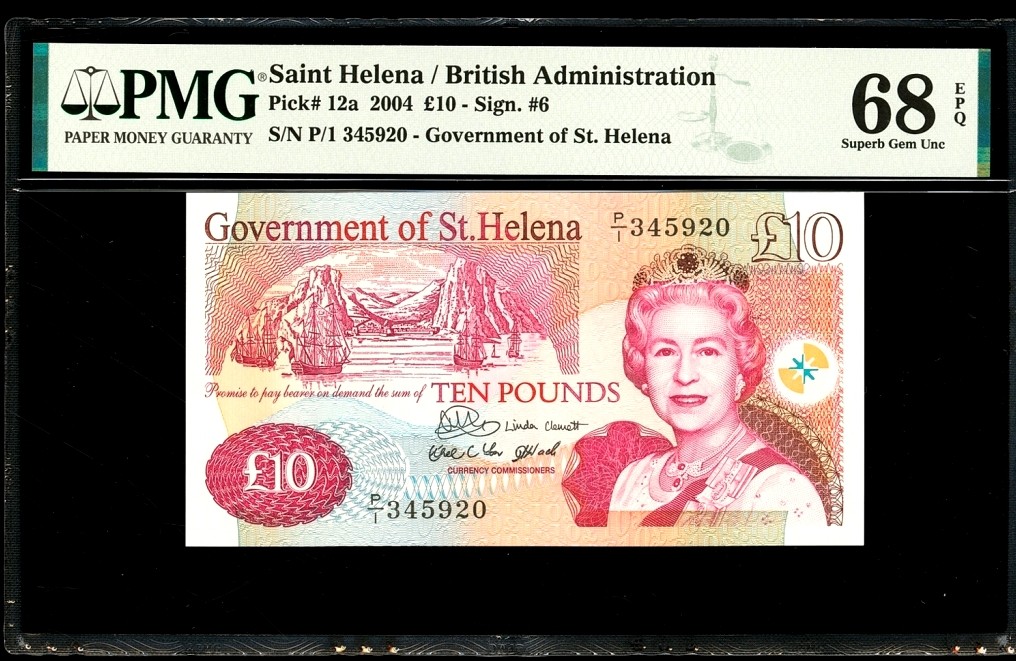 PMG®
PAPER MONEY GUARANTY
Saint Helena / British Administration
Pick# 12a 2004 £10 - Sign. #6
S/N P/1 345920 - Government of St. Helena
68
EPQ
Superb Gem Unc
Government of St.Helena
P/1 345920
£10
Promise to pay bearer on demand the sum of TEN POUNDS
Linda Clemett
£10
CURRENCY COMMISSIONERS
P/1 345920